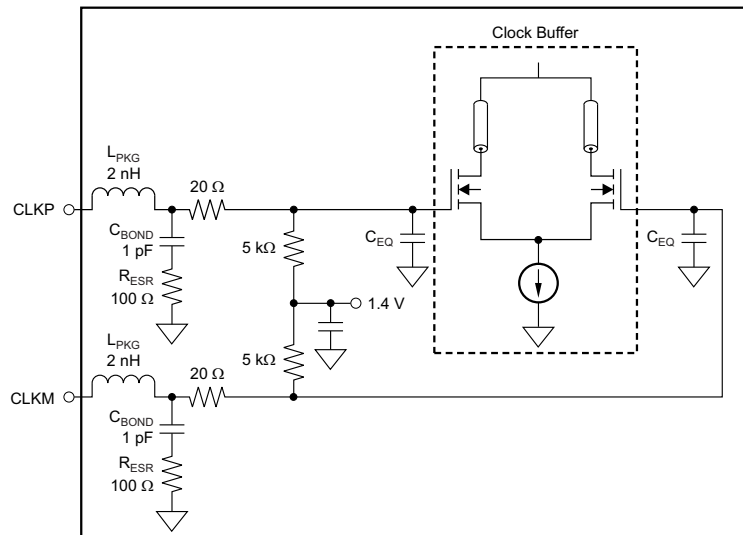 Clock Buffer
L_PKG
2 nH
20 Ω
CLKP
C_BOND
1 pF
5 kΩ
C_EQ
C_EQ
R_ESR
100 Ω
1.4 V
L_PKG
2 nH
5 kΩ
20 Ω
CLKM
C_BOND
1 pF
R_ESR
100 Ω